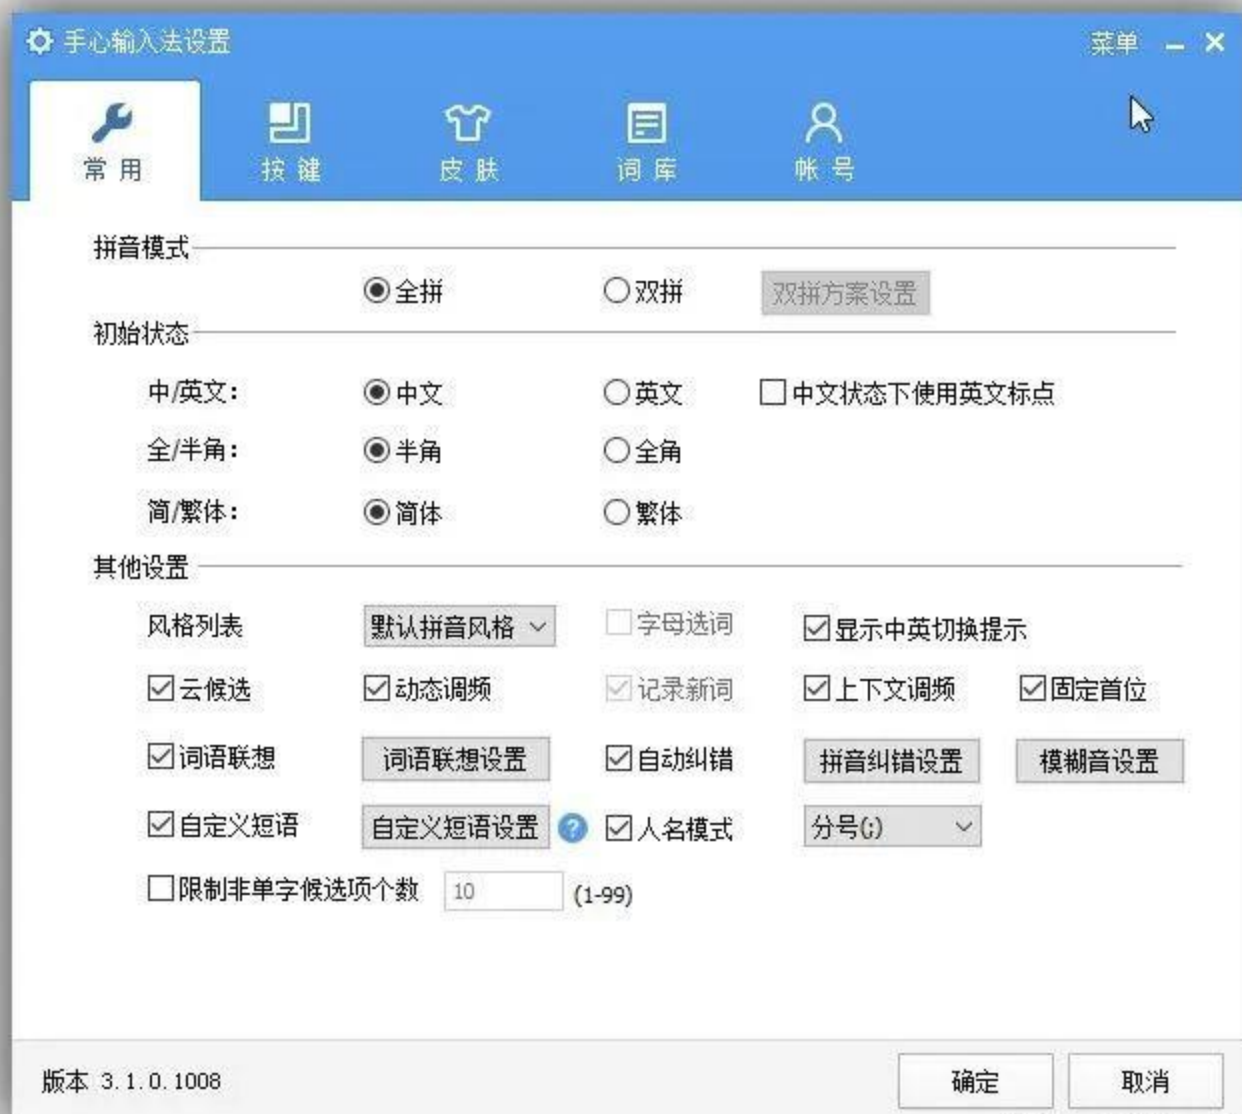 手心输入法设置 菜单
常用 按键 皮肤 词库 帐号
拼音模式
全拼 双拼 双拼方案设置
初始状态
中/英文: 中文 英文 中文状态下使用英文标点
全/半角: 半角 全角
简/繁体: 简体 繁体
其他设置
风格列表 默认拼音风格 字母选词 显示中英切换提示
云候选 动态调频 记录新词 上下文调频 固定首位
词语联想 词语联想设置 自动纠错 拼音纠错设置 模糊音设置
自定义短语 自定义短语设置 ? 人名模式 分号(;)
限制非单字候选项个数 10 (1-99)
版本 3.1.0.1008 确定 取消